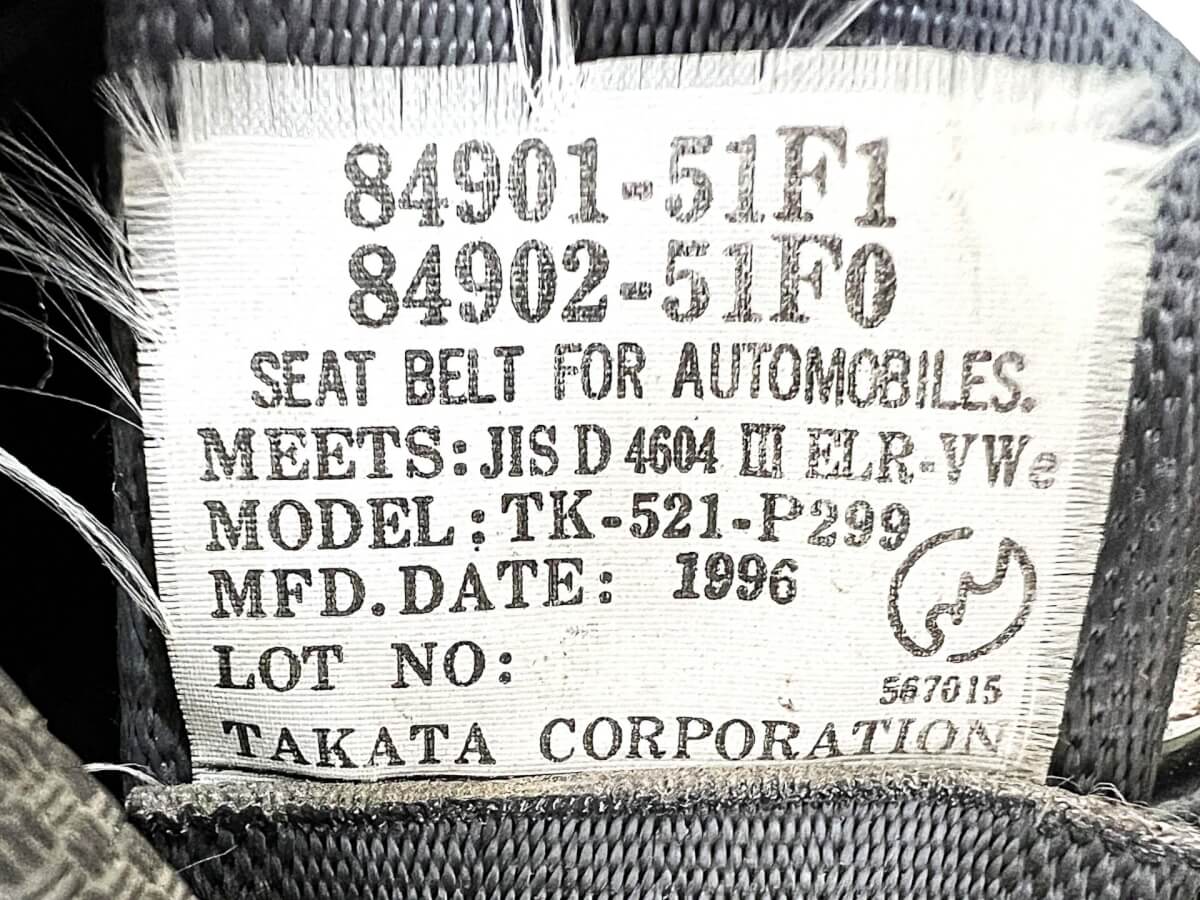 84901-51F1
84902-51F0
SEAT BELT FOR AUTOMOBILES.
MEETS: JIS D 4604 III ELR-VWe
MODEL: TK-521-P299
MFD. DATE: 1996
LOT NO:
567015
TAKATA CORPORATION